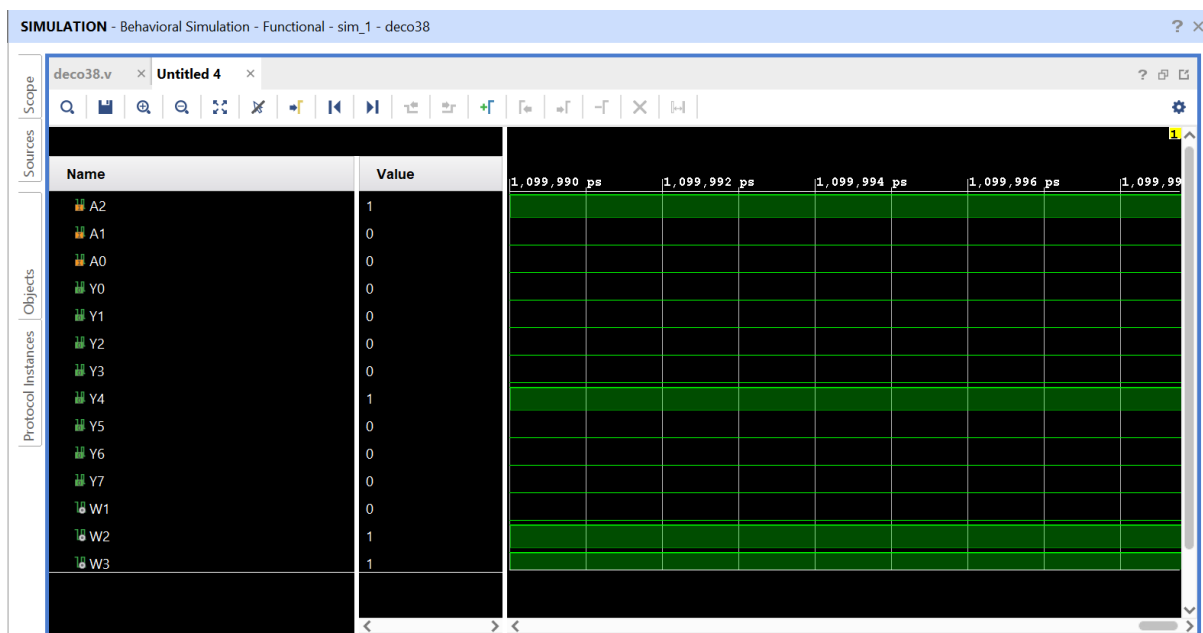 SIMULATION - Behavioral Simulation - Functional - sim_1 - deco38
deco38.v
Untitled 4
Scope
Sources
Objects
Protocol Instances
1
Name Value
1,099,990 ps 1,099,992 ps 1,099,994 ps 1,099,996 ps 1,099,99
A2 1
A1 0
A0 0
Y0 0
Y1 0
Y2 0
Y3 0
Y4 1
Y5 0
Y6 0
Y7 0
W1 0
W2 1
W3 1